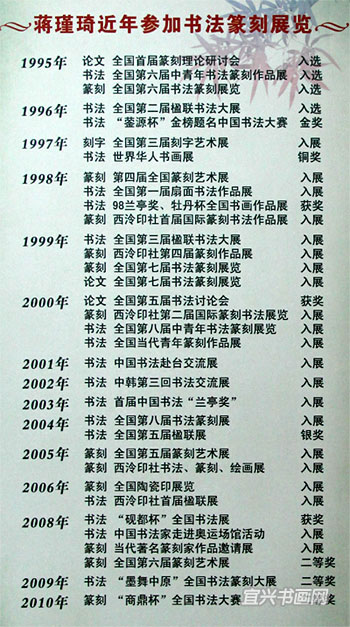 蒋瑾琦近年参加书法篆刻展览
1995年 论文 全国首届篆刻理论研讨会 入选
书法 全国第六届中青年书法篆刻作品展 入选
篆刻 全国第六届书法篆刻展览 入选
1996年 书法 全国第二届楹联书法大展 入选
书法 “鉴源杯”金榜题名中国书法大赛 金奖
1997年 刻字 全国第三届刻字艺术展 入展
书法 世界华人书画展 铜奖
1998年 篆刻 第四届全国篆刻艺术展 入展
书法 全国第一届扇面书法作品展 入展
书法 98兰亭奖、牡丹杯全国书画作品展 获奖
篆刻 西泠印社首届国际篆刻书法作品展 入展
1999年 书法 全国第三届楹联书法大展 入展
篆刻 西泠印社第四届篆刻作品展 入展
篆刻 全国第七届书法篆刻展览 入展
论文 全国第七届书法篆刻展览 入展
2000年 论文 全国第五届书法讨论会 获奖
篆刻 西泠印社第二届国际篆刻书法展览 入展
书法 全国第八届中青年书法篆刻展览 入展
书法 全国当代青年篆刻作品展 入展
2001年 书法 中国书法赴台交流展 入展
2002年 书法 中韩第三回书法交流展 入展
2003年 书法 首届中国书法“兰亭奖” 入展
2004年 书法 全国第八届书法篆刻展 入展
书法 全国第五届楹联展 银奖
2005年 篆刻 全国第五届篆刻艺术展 入展
篆刻 西泠印社书法、篆刻、绘画展 入展
2006年 篆刻 全国陶瓷印展览 入展
书法 西泠印社首届楹联展 入展
2008年 书法 “砚都杯”全国书法展 获奖
书法 中国书法家走进奥运场馆活动 入展
篆刻 当代著名篆刻家作品邀请展 入展
篆刻 全国第六届篆刻艺术展 二等奖
2009年 书法 “墨舞中原”全国书法篆刻大展 二等奖
2010年 篆刻 “商鼎杯”全国书法大赛 奖
宜兴书画网